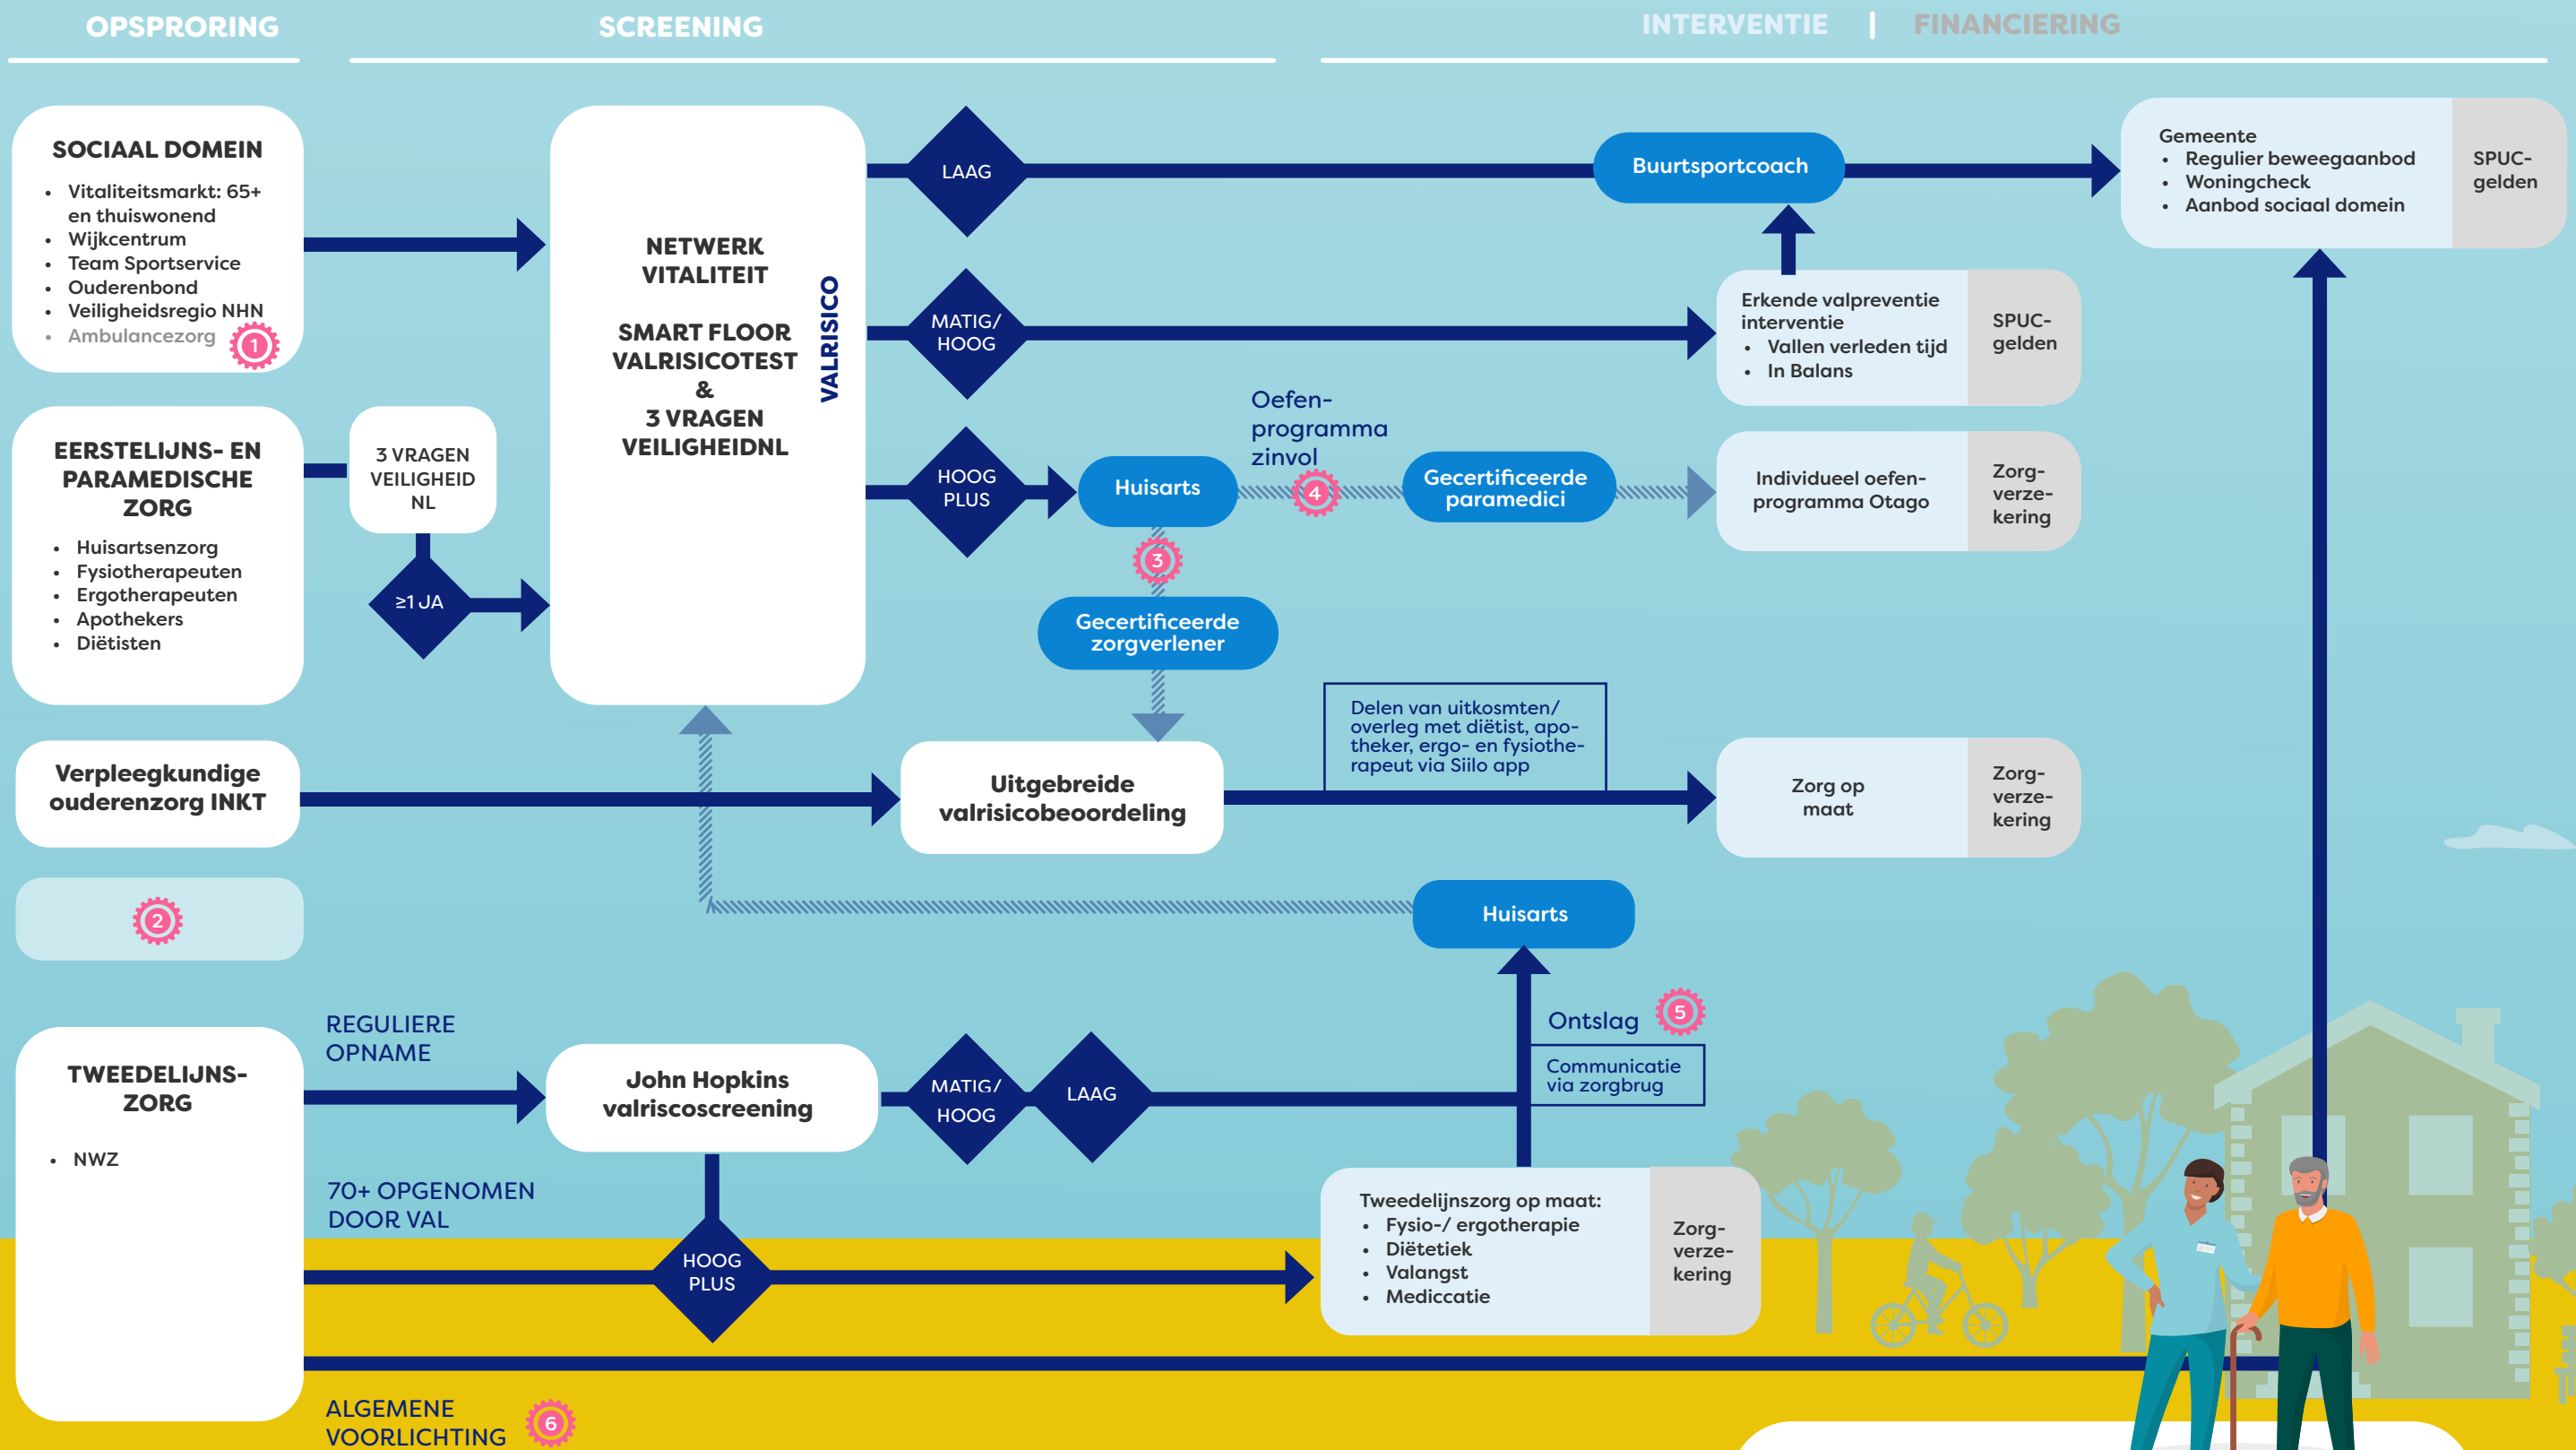 OPSPRORING
SCREENING
INTERVENTIE | FINANCIERING
SOCIAAL DOMEIN
• Vitaliteitsmarkt: 65+
en thuiswonend
• Wijkcentrum
• Team Sportservice
• Ouderenbond
• Veiligheidsregio NHN
• Ambulancezorg
1
EERSTELIJNS- EN
PARAMEDISCHE
ZORG
• Huisartsenzorg
• Fysiotherapeuten
• Ergotherapeuten
• Apothekers
• Diëtisten
3 VRAGEN
VEILIGHEID
NL
≥1 JA
NETWERK
VITALITEIT
SMART FLOOR
VALRISICOTEST
&
3 VRAGEN
VEILIGHEIDNL
VALRISICO
LAAG
Buurtsportcoach
Gemeente
• Regulier beweegaanbod
• Woningcheck
• Aanbod sociaal domein
SPUC-
gelden
MATIG/
HOOG
Erkende valpreventie
interventie
• Vallen verleden tijd
• In Balans
SPUC-
gelden
HOOG
PLUS
Huisarts
Oefen-
programma
zinvol
4
Gecertificeerde
paramedici
Individueel oefen-
programma Otago
Zorg-
verze-
kering
3
Gecertificeerde
zorgverlener
Verpleegkundige
ouderenzorg INKT
Uitgebreide
valrisicobeoordeling
Delen van uitkosmten/
overleg met diëtist, apo-
theker, ergo- en fysiothe-
rapeut via Siilo app
Zorg op
maat
Zorg-
verze-
kering
2
Huisarts
TWEEDELIJNS-
ZORG
• NWZ
REGULIERE
OPNAME
John Hopkins
valriscoscreening
MATIG/
HOOG
LAAG
Ontslag
5
Communicatie
via zorgbrug
70+ OPGENOMEN
DOOR VAL
HOOG
PLUS
Tweedelijnszorg op maat:
• Fysio-/ ergotherapie
• Diëtetiek
• Valangst
• Mediccatie
Zorg-
verze-
kering
ALGEMENE
VOORLICHTING
6